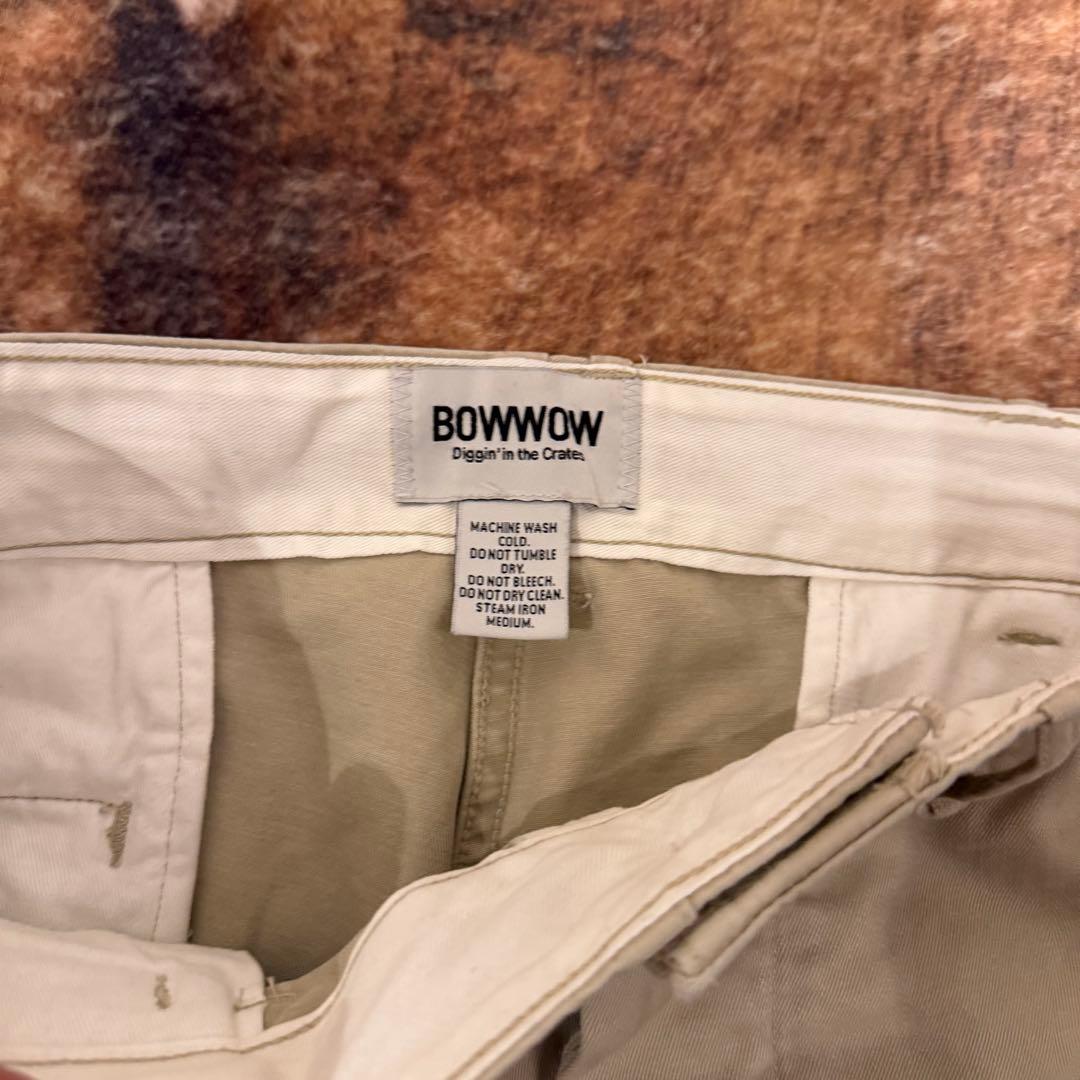 BOWWOW
Diggin' in the Crates
MACHINE WASH
COLD.
DO NOT TUMBLE
DRY.
DO NOT BLEECH.
DO NOT DRY CLEAN.
STEAM IRON
MEDIUM.